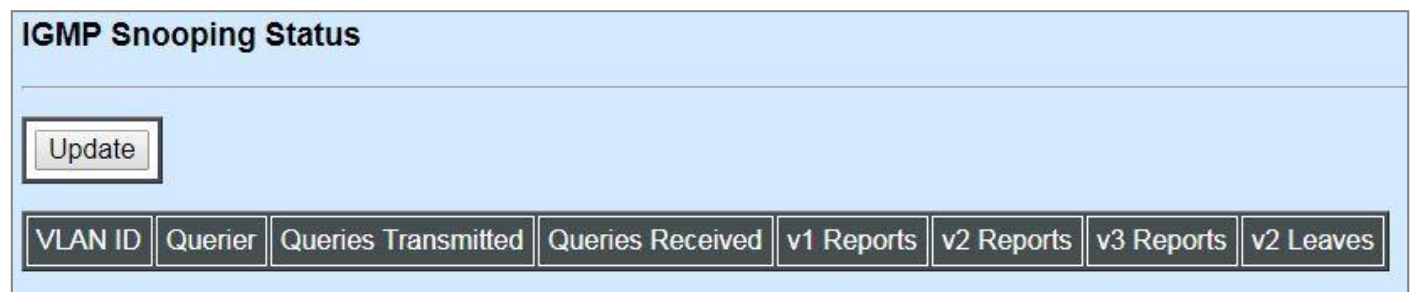 IGMP Snooping Status
Update
VLAN ID Querier Queries Transmitted Queries Received v1 Reports v2 Reports v3 Reports v2 Leaves